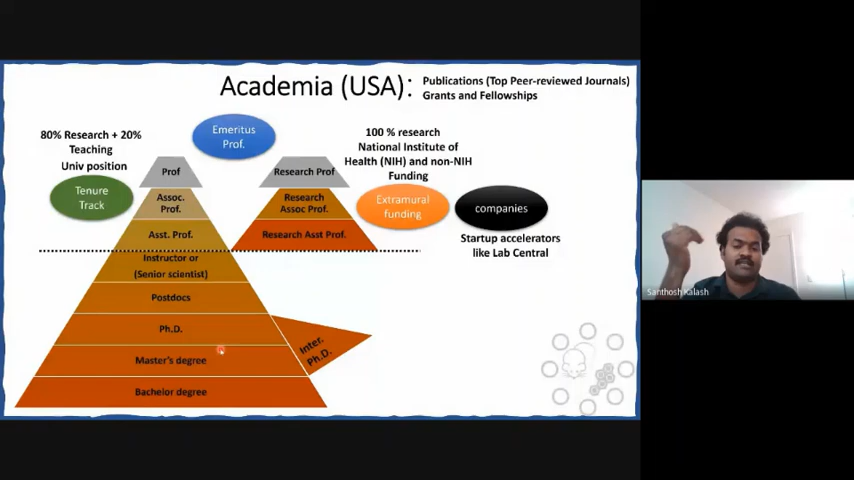 Academia (USA):
Publications (Top Peer-reviewed Journals)
Grants and Fellowships
80% Research + 20%
Teaching
Univ position
Emeritus
Prof.
100 % research
National Institute of
Health (NIH) and non-NIH
Funding
Tenure
Track
Prof
Research Prof
Extramural
funding
companies
Assoc.
Prof.
Research
Assoc Prof.
Asst. Prof.
Research Asst Prof.
Startup accelerators
like Lab Central
Instructor or
(Senior scientist)
Postdocs
Ph.D.
Inter.
Ph.D.
Master's degree
Bachelor degree
Santhosh Kalash